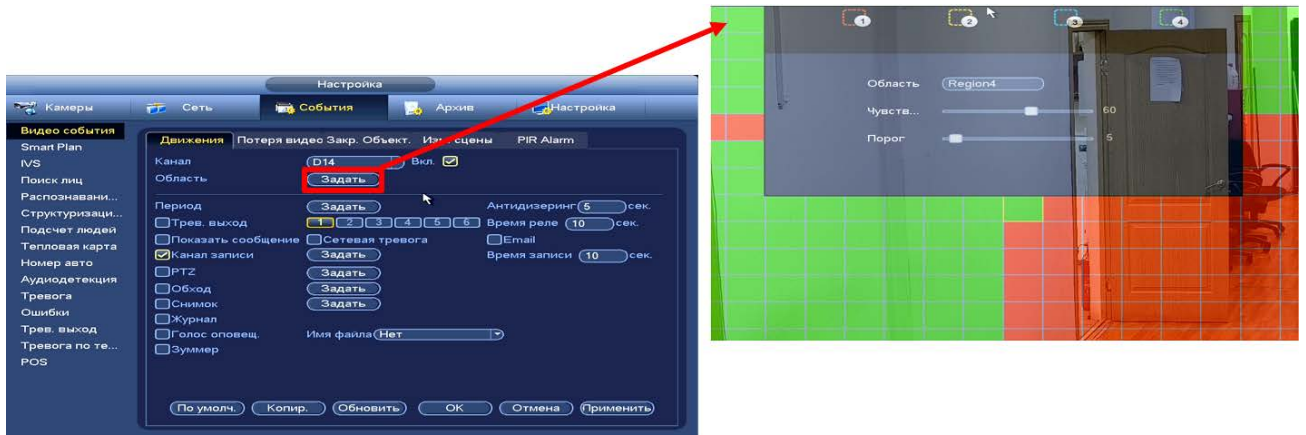 Настройка
Камеры Сеть События Архив Настройка
Видео события
Smart Plan
IVS
Поиск лиц
Распознавани...
Структуризаци...
Подсчет людей
Тепловая карта
Номер авто
Аудиодетекция
Тревога
Ошибки
Трев. выход
Тревога по те...
POS
Движения Потеря видео Закр. Объект. Изм. сцены PIR Alarm
Канал D14 Вкл.
Область Задать
Период Задать Антидизеринг 5 сек.
Трев. выход 1 2 3 4 5 6 Время реле 10 сек.
Показать сообщение Сетевая тревога Email
Канал записи Задать Время записи 10 сек.
PTZ Задать
Обход Задать
Снимок Задать
Журнал
Голос оповещ. Имя файла Нет
Зуммер
По умолч. Копир. Обновить OK Отмена Применить
1 2 3 4
Область Region4
Чувств... 60
Порог 5